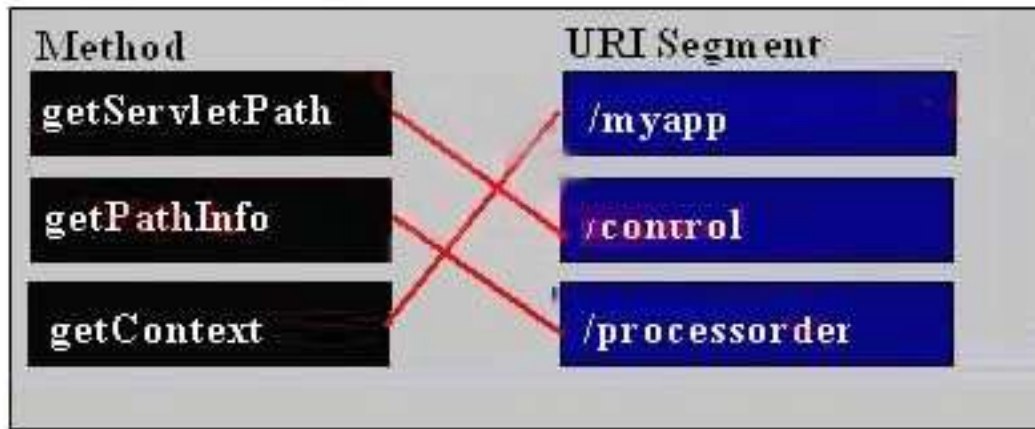 Method
URI Segment
getServletPath
/myapp
getPathInfo
/control
getContext
/processorder